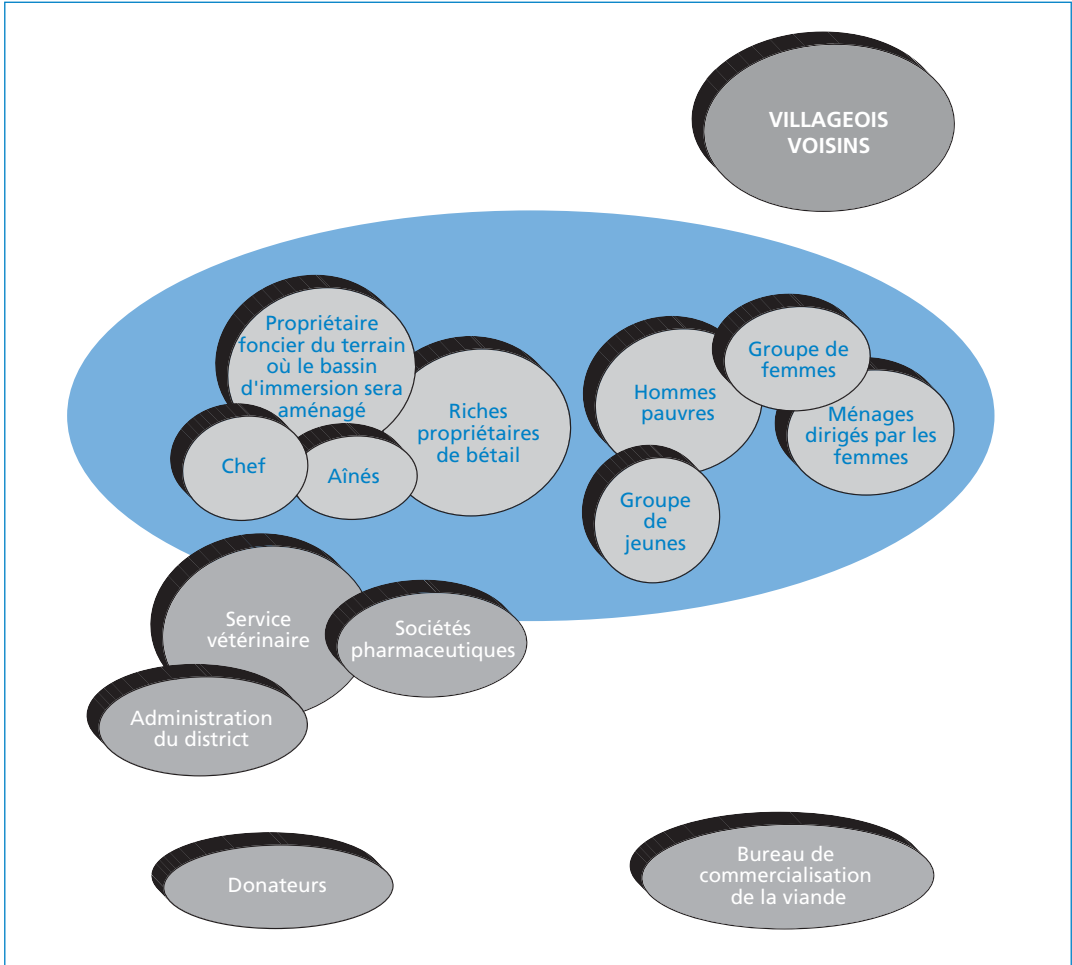 VILLAGEOIS
VOISINS
Propriétaire
foncier du terrain
où le bassin
d'immersion sera
aménagé
Riches
propriétaires
de bétail
Chef
Aînés
Hommes
pauvres
Groupe de
femmes
Ménages
dirigés par les
femmes
Groupe
de
jeunes
Service
vétérinaire
Sociétés
pharmaceutiques
Administration
du district
Donateurs
Bureau de
commercialisation
de la viande